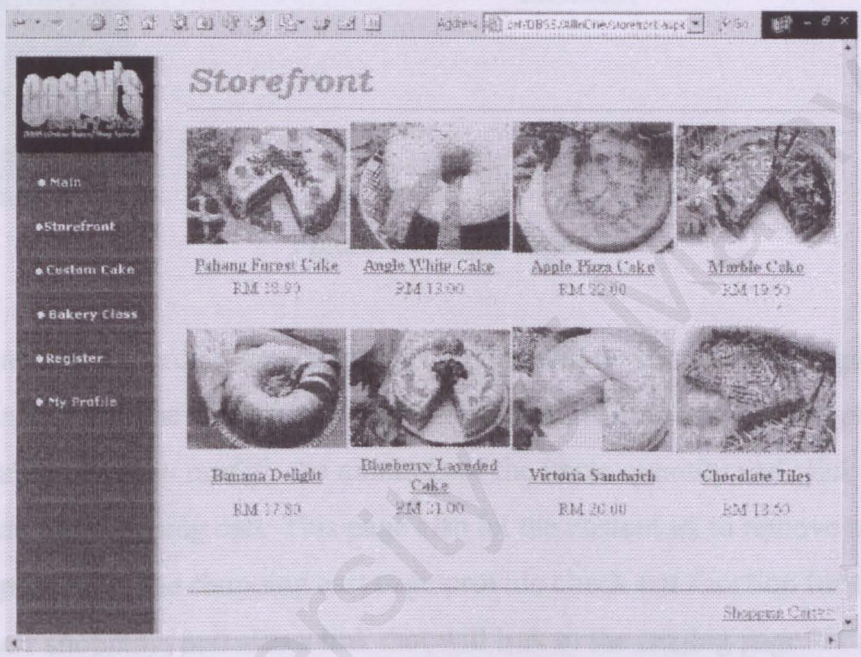 Address
Go
Casey's
Storefront
Main
Storefront
Custom Cake
Bakery Class
Register
My Profile
Pahang Forest Cake
Angle White Cake
Apple Pizza Cake
Marble Cake
RM 13.00
RM 22.00
RM 19.50
Banana Delight
Blueberry Layeded
Cake
Victoria Sandwich
Chocolate Tiles
RM 17.80
RM 20.00
RM 13.50
Shopping